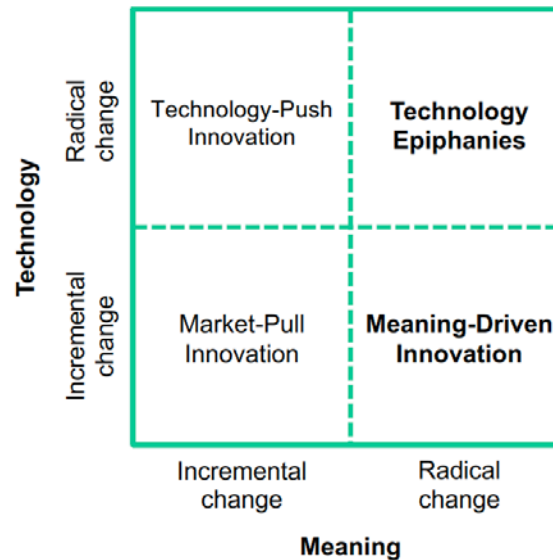 Technology
Radical
change
Incremental
change
Technology-Push
Innovation
Technology
Epiphanies
Market-Pull
Innovation
Meaning-Driven
Innovation
Incremental
change
Radical
change
Meaning